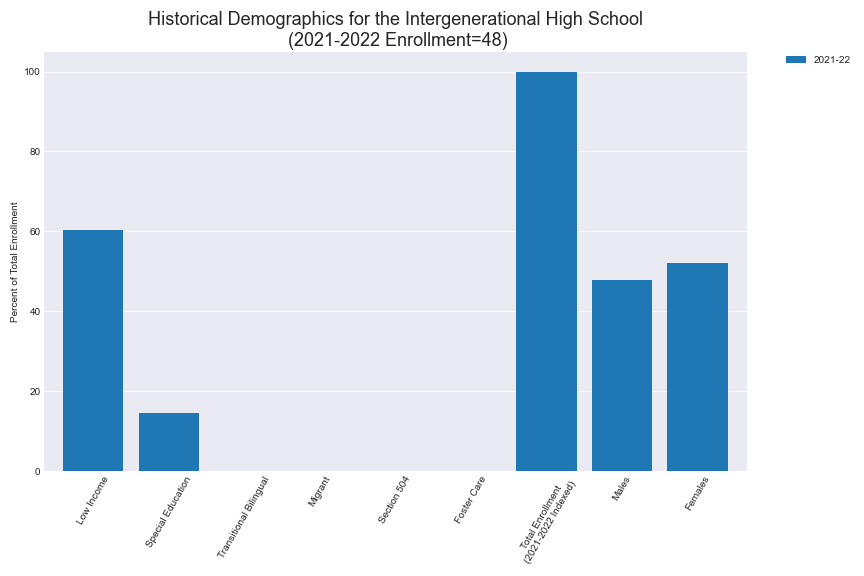 Historical Demographics for the Intergenerational High School
(2021-2022 Enrollment=48)
2021-22
Percent of Total Enrollment
100
80
60
40
20
0
Low Income
Special Education
Transitional Bilingual
Migrant
Section 504
Foster Care
Total Enrollment
(2021-2022 Indexed)
Males
Females